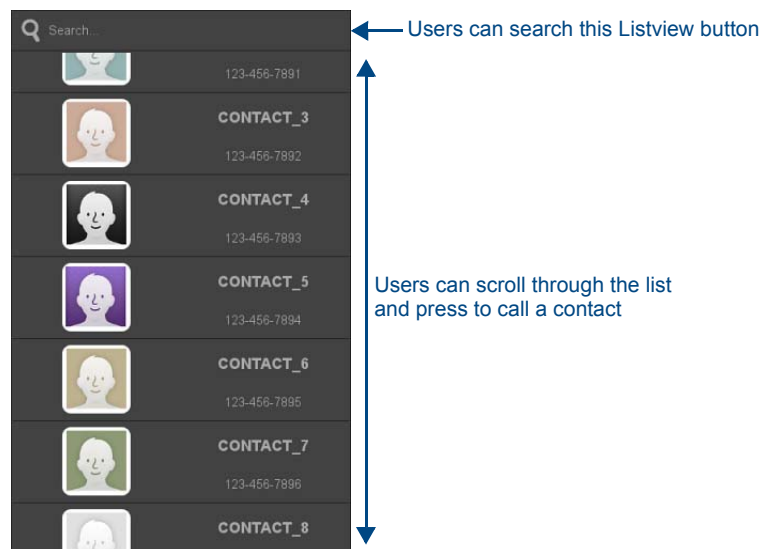 Search...
Users can search this Listview button
123-456-7891
CONTACT_3
123-456-7892
CONTACT_4
123-456-7893
CONTACT_5
123-456-7894
Users can scroll through the list
and press to call a contact
CONTACT_6
123-456-7895
CONTACT_7
123-456-7896
CONTACT_8